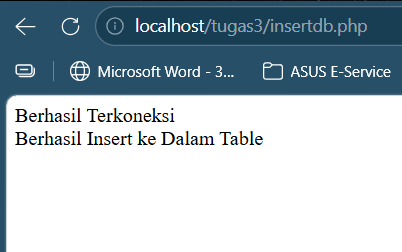 localhost/tugas3/insertdb.php
Microsoft Word - 3...
ASUS E-Service
Berhasil Terkoneksi
Berhasil Insert ke Dalam Table